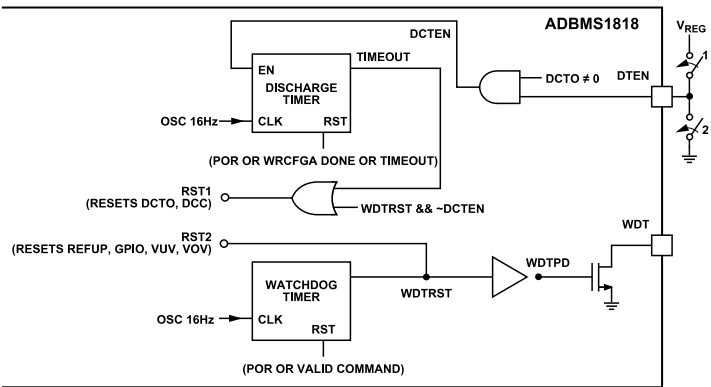 ADBMS1818
DCTEN
VREG
TIMEOUT
1
EN
DCTO ≠ 0
DTEN
DISCHARGE
TIMER
OSC 16Hz
CLK
RST
2
(POR OR WRCFGA DONE OR TIMEOUT)
RST1
(RESETS DCTO, DCC)
WDTRST && ~DCTEN
RST2
(RESETS REFUP, GPIO, VUV, VOV)
WDT
WATCHDOG
TIMER
WDTRST
WDTPD
OSC 16Hz
CLK
RST
(POR OR VALID COMMAND)